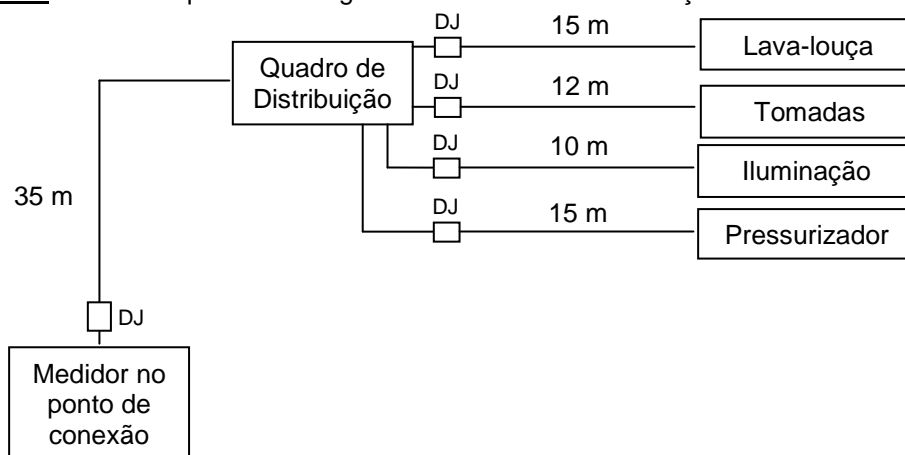 DJ 15 m Lava-louça
Quadro de
Distribuição
DJ 12 m Tomadas
DJ 10 m Iluminação
35 m
DJ 15 m Pressurizador
DJ
Medidor no
ponto de
conexão